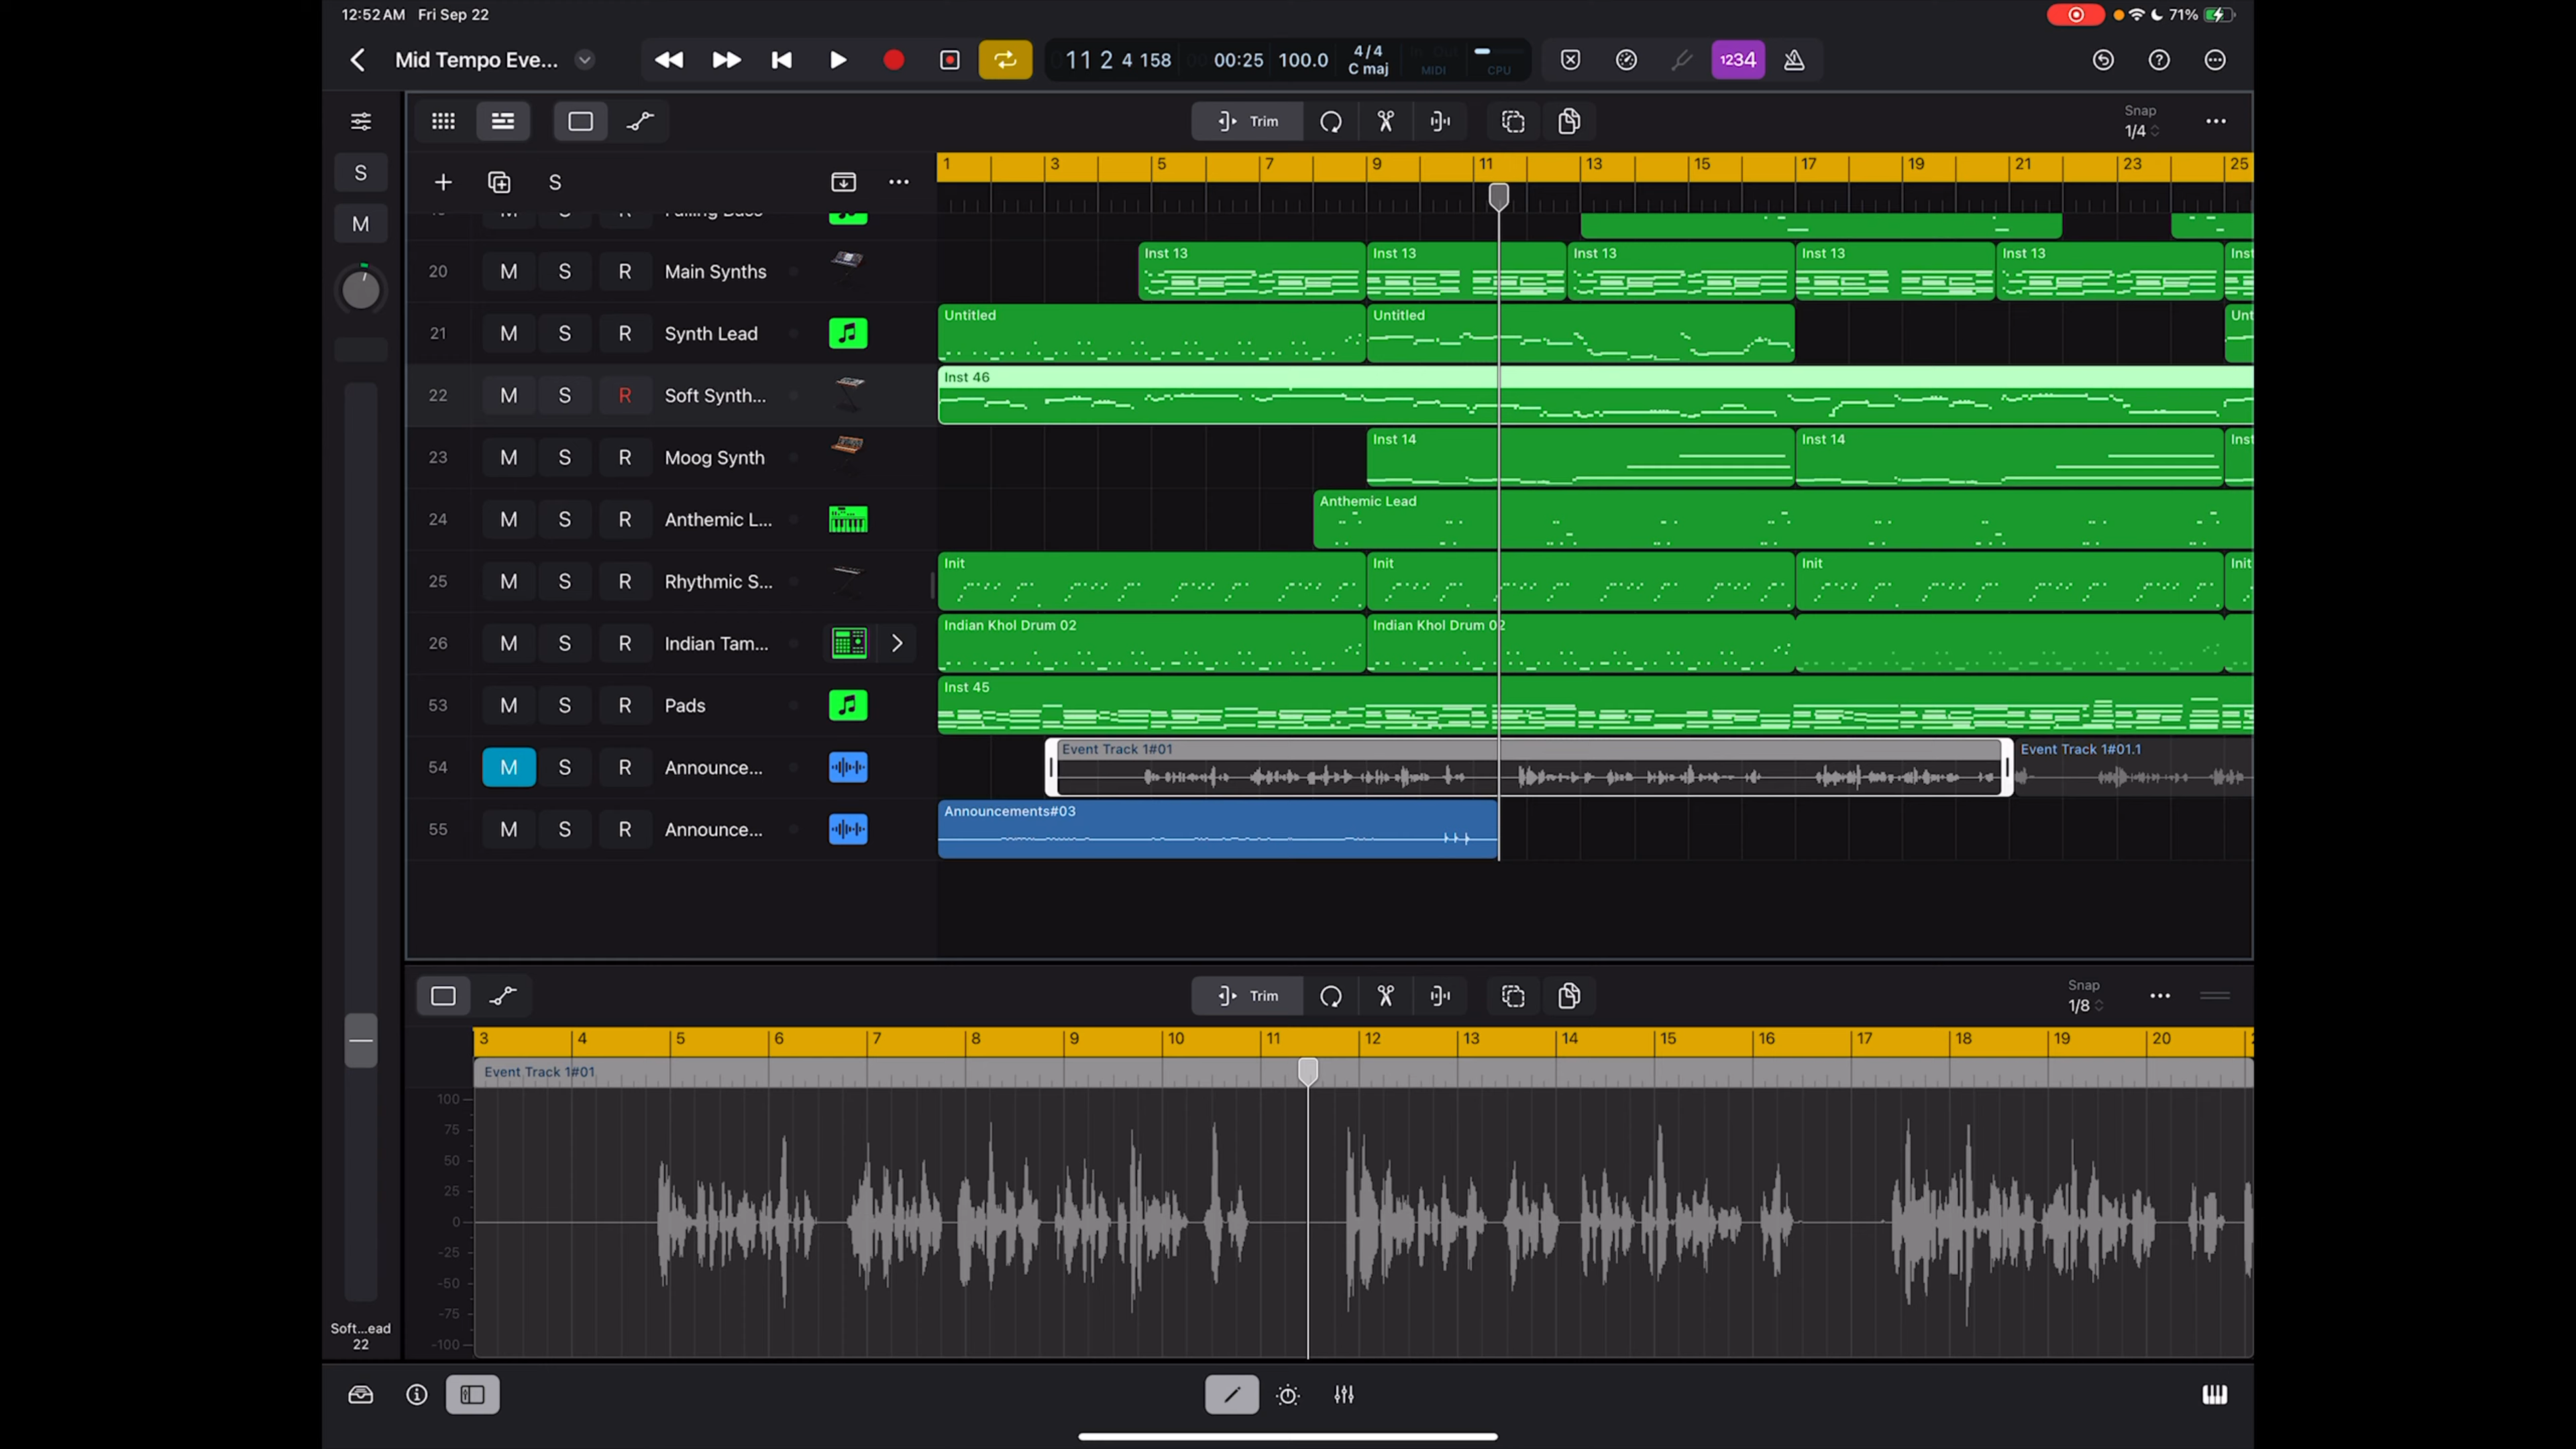 12:52 AM Fri Sep 22
71%
Mid Tempo Eve...
11 2 4 158
00:25
100.0
4/4
C maj
In Out
MIDI
CPU
1234
Trim
Snap
1/4
S
M
S
1 3 5 7 9 11 13 15 17 19 21 23 25
20 M S R Main Synths
Inst 13 Inst 13 Inst 13 Inst 13 Inst 13 Inst
21 M S R Synth Lead
Untitled Untitled Unt
22 M S R Soft Synth...
Inst 46
23 M S R Moog Synth
Inst 14 Inst 14 Inst
24 M S R Anthemic L...
Anthemic Lead
25 M S R Rhythmic S...
Init Init Init Init
26 M S R Indian Tam...
Indian Khol Drum 02 Indian Khol Drum 02
53 M S R Pads
Inst 45
54 M S R Announce...
Event Track 1#01 Event Track 1#01.1
55 M S R Announce...
Announcements#03
Trim
Snap
1/8
3 4 5 6 7 8 9 10 11 12 13 14 15 16 17 18 19 20
Event Track 1#01
100
75
50
25
0
-25
-50
-75
-100
Soft...ead
22